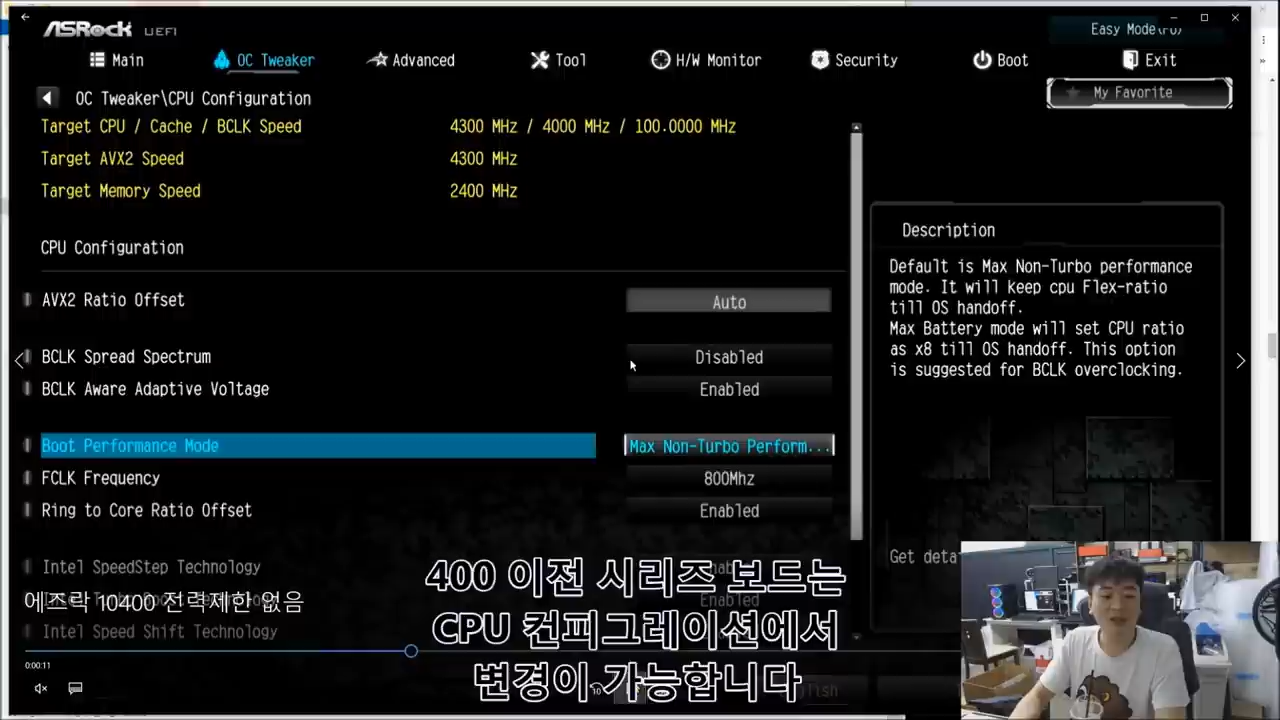 ASRock UEFI
Easy Mode(F6)
Main
OC Tweaker
Advanced
Tool
H/W Monitor
Security
Boot
Exit
OC Tweaker\CPU Configuration
My Favorite
Target CPU / Cache / BCLK Speed 4300 MHz / 4000 MHz / 100.0000 MHz
Target AVX2 Speed 4300 MHz
Target Memory Speed 2400 MHz
CPU Configuration
AVX2 Ratio Offset Auto
BCLK Spread Spectrum Disabled
BCLK Aware Adaptive Voltage Enabled
Boot Performance Mode Max Non-Turbo Perform...
FCLK Frequency 800Mhz
Ring to Core Ratio Offset Enabled
Intel SpeedStep Technology
Enabled
Intel Speed Shift Technology
Description
Default is Max Non-Turbo performance
mode. It will keep cpu Flex-ratio
till OS handoff.
Max Battery mode will set CPU ratio
as x8 till OS handoff. This option
is suggested for BCLK overclocking.
Get deta
에즈락 10400 전력제한 없음
400 이전 시리즈 보드는
CPU 컨피그레이션에서
변경이 가능합니다
0:00:11
10